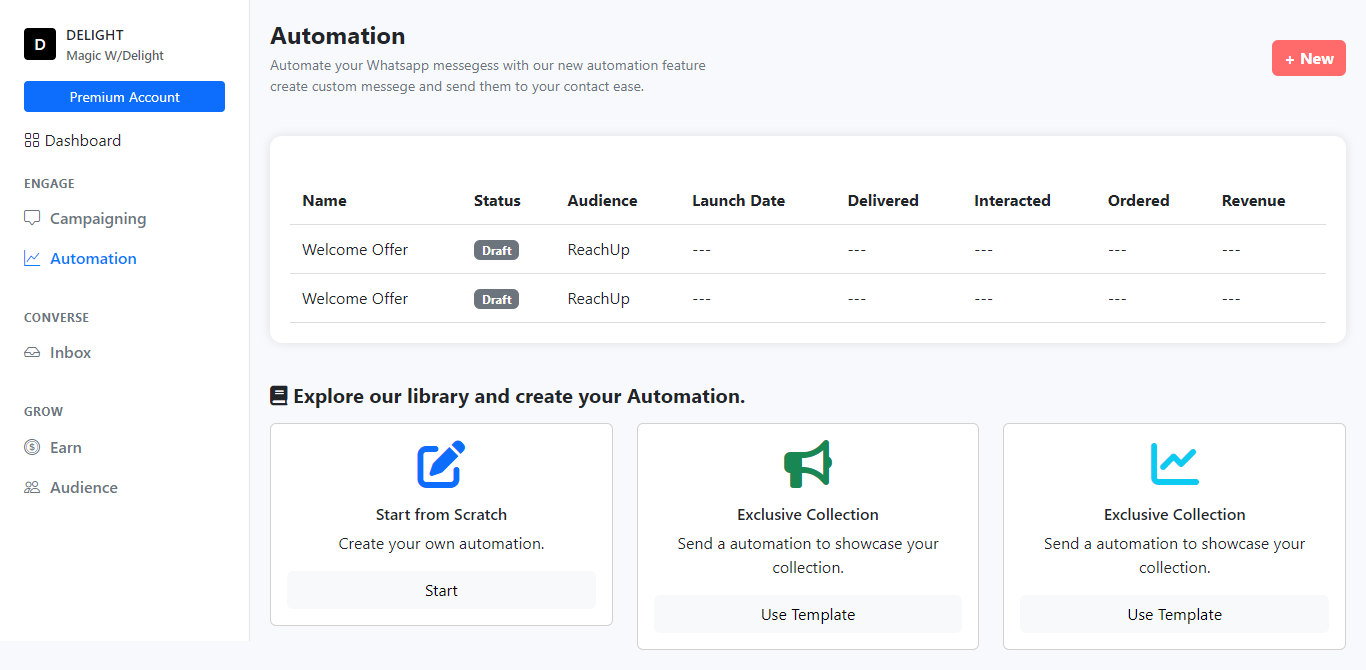 D
DELIGHT
Magic W/Delight
Premium Account
Dashboard
ENGAGE
Campaigning
Automation
CONVERSE
Inbox
GROW
Earn
Audience
Automation
Automate your Whatsapp messegess with our new automation feature
create custom messege and send them to your contact ease.
+ New
Name Status Audience Launch Date Delivered Interacted Ordered Revenue
Welcome Offer Draft ReachUp --- --- --- --- ---
Welcome Offer Draft ReachUp --- --- --- --- ---
Explore our library and create your Automation.
Start from Scratch
Create your own automation.
Start
Exclusive Collection
Send a automation to showcase your
collection.
Use Template
Exclusive Collection
Send a automation to showcase your
collection.
Use Template